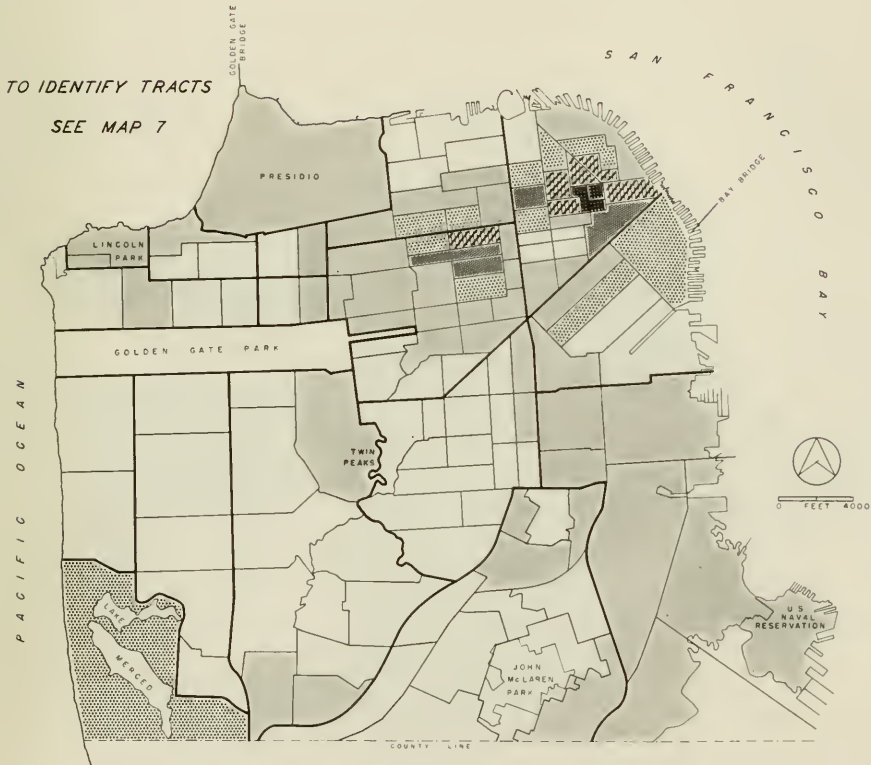 GOLDEN GATE
BRIDGE
SAN FRANCISCO BAY
TO IDENTIFY TRACTS
SEE MAP 7
PRESIDIO
BAY BRIDGE
LINCOLN
PARK
GOLDEN GATE PARK
PACIFIC OCEAN
TWIN
PEAKS
0 FEET 4000
LAKE
MERCED
U S
NAVAL
RESERVATION
JOHN
McLAREN
PARK
COUNTY LINE